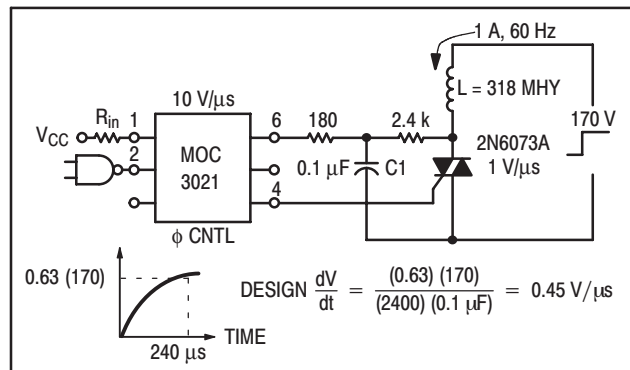 1 A, 60 Hz
L = 318 MHY
10 V/μs
R_in
1
6
180
2.4 k
170 V
V_CC
2
MOC
3021
0.1 μF
C1
2N6073A
1 V/μs
4
φ CNTL
0.63 (170)
DESIGN dV/dt = (0.63) (170) / (2400) (0.1 μF) = 0.45 V/μs
TIME
240 μs